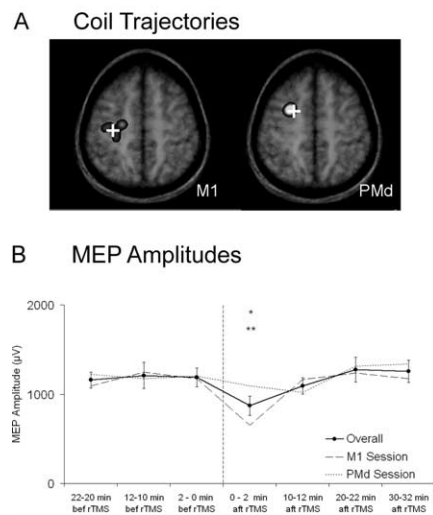 A Coil Trajectories
M1
PMd
B MEP Amplitudes
2000
*
**
MEP Amplitude (µV)
1000
Overall
M1 Session
PMd Session
0
22-20 min 12-10 min 2 - 0 min 0 - 2 min 10-12 min 20-22 min 30-32 min
bef rTMS bef rTMS bef rTMS aft rTMS aft rTMS aft rTMS aft rTMS